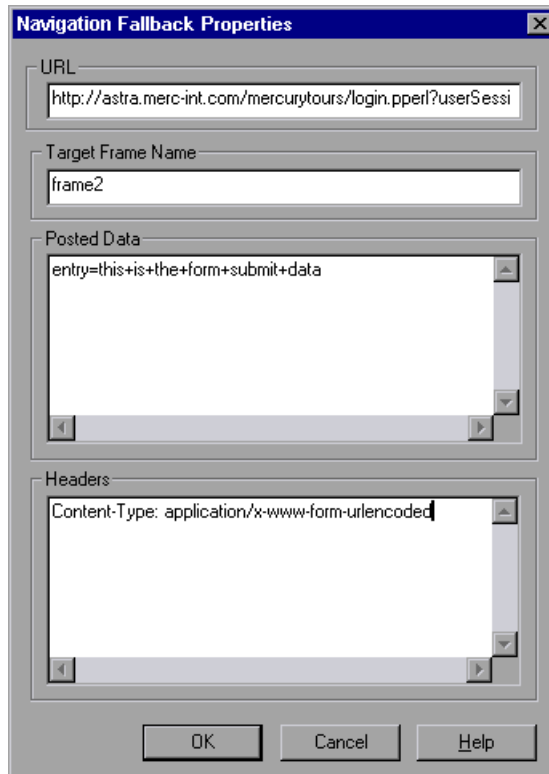 Navigation Fallback Properties
URL
http://astra.merc-int.com/mercurytours/login.pperl?userSessi
Target Frame Name
frame2
Posted Data
entry=this+is+the+form+submit+data
Headers
Content-Type: application/x-www-form-urlencoded
OK Cancel Help